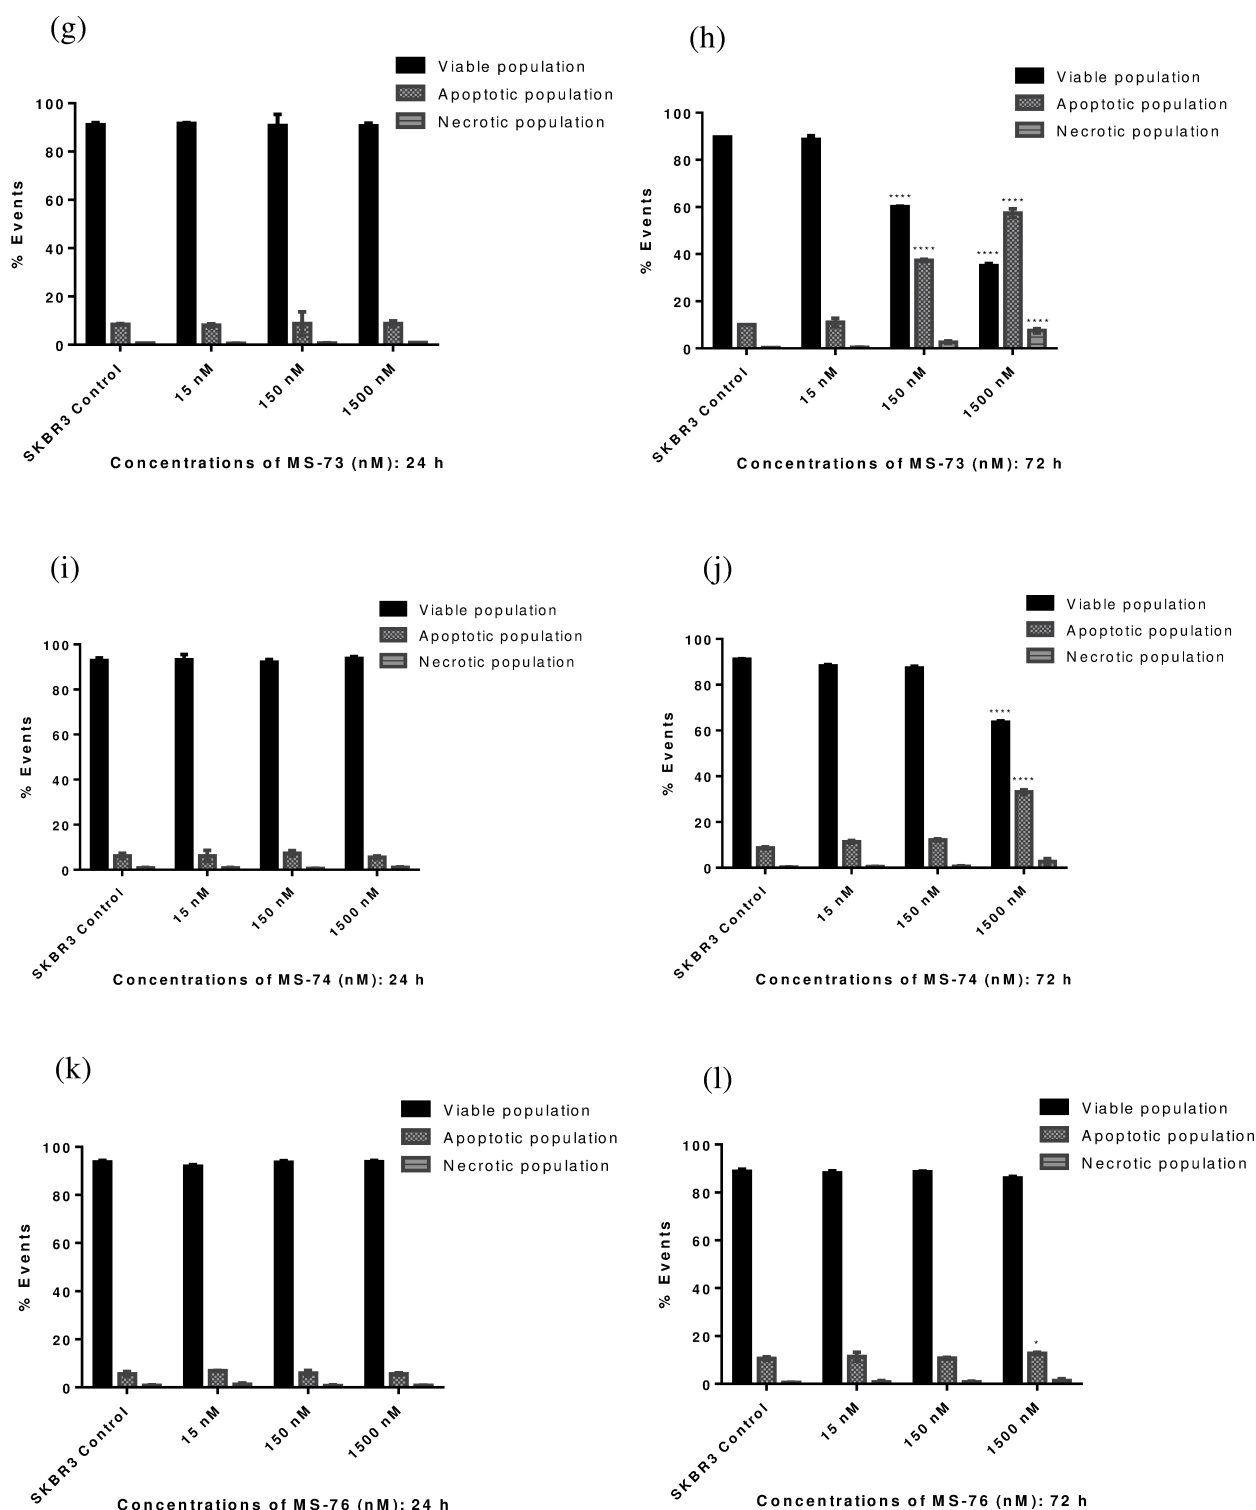 (g)
Viable population
Apoptotic population
Necrotic population
100
80
60
40
20
0
% Events
SKBR3 Control
15 nM
150 nM
1500 nM
Concentrations of MS-73 (nM): 24 h
(h)
Viable population
Apoptotic population
Necrotic population
100
80
60
40
20
0
% Events
****
****
****
****
****
SKBR3 Control
15 nM
150 nM
1500 nM
Concentrations of MS-73 (nM): 72 h
(i)
Viable population
Apoptotic population
Necrotic population
100
80
60
40
20
0
% Events
SKBR3 Control
15 nM
150 nM
1500 nM
Concentrations of MS-74 (nM): 24 h
(j)
Viable population
Apoptotic population
Necrotic population
100
80
60
40
20
0
% Events
****
****
SKBR3 Control
15 nM
150 nM
1500 nM
Concentrations of MS-74 (nM): 72 h
(k)
Viable population
Apoptotic population
Necrotic population
100
80
60
40
20
0
% Events
SKBR3 Control
15 nM
150 nM
1500 nM
Concentrations of MS-76 (nM): 24 h
(l)
Viable population
Apoptotic population
Necrotic population
100
80
60
40
20
0
% Events
*
SKBR3 Control
15 nM
150 nM
1500 nM
Concentrations of MS-76 (nM): 72 h